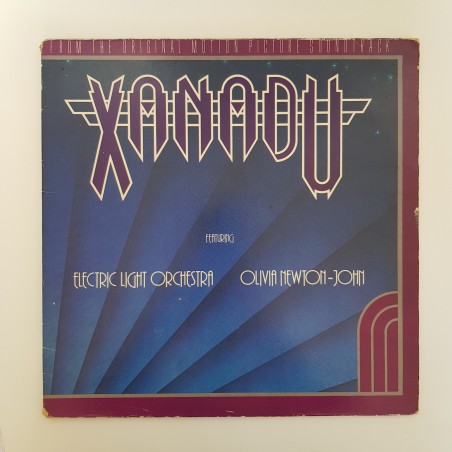 FROM THE ORIGINAL MOTION PICTURE SOUNDTRACK
XANADU
FEATURING
ELECTRIC LIGHT ORCHESTRA OLIVIA NEWTON-JOHN